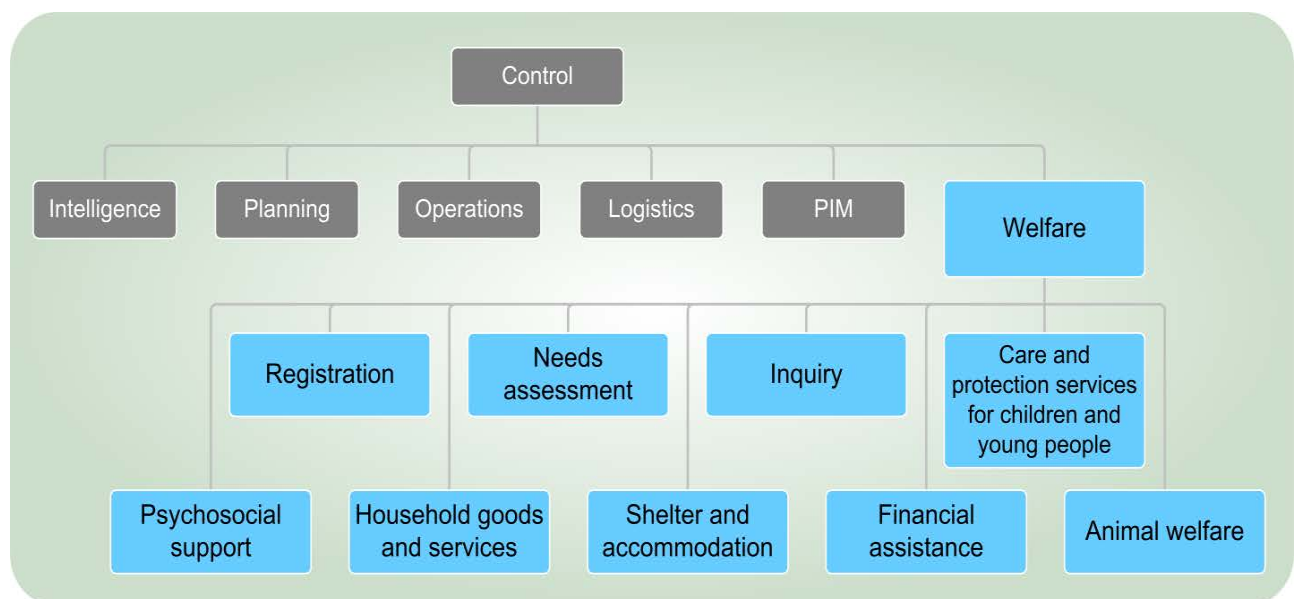 Control
Intelligence
Planning
Operations
Logistics
PIM
Welfare
Registration
Needs
assessment
Inquiry
Care and
protection services
for children and
young people
Psychosocial
support
Household goods
and services
Shelter and
accommodation
Financial
assistance
Animal welfare